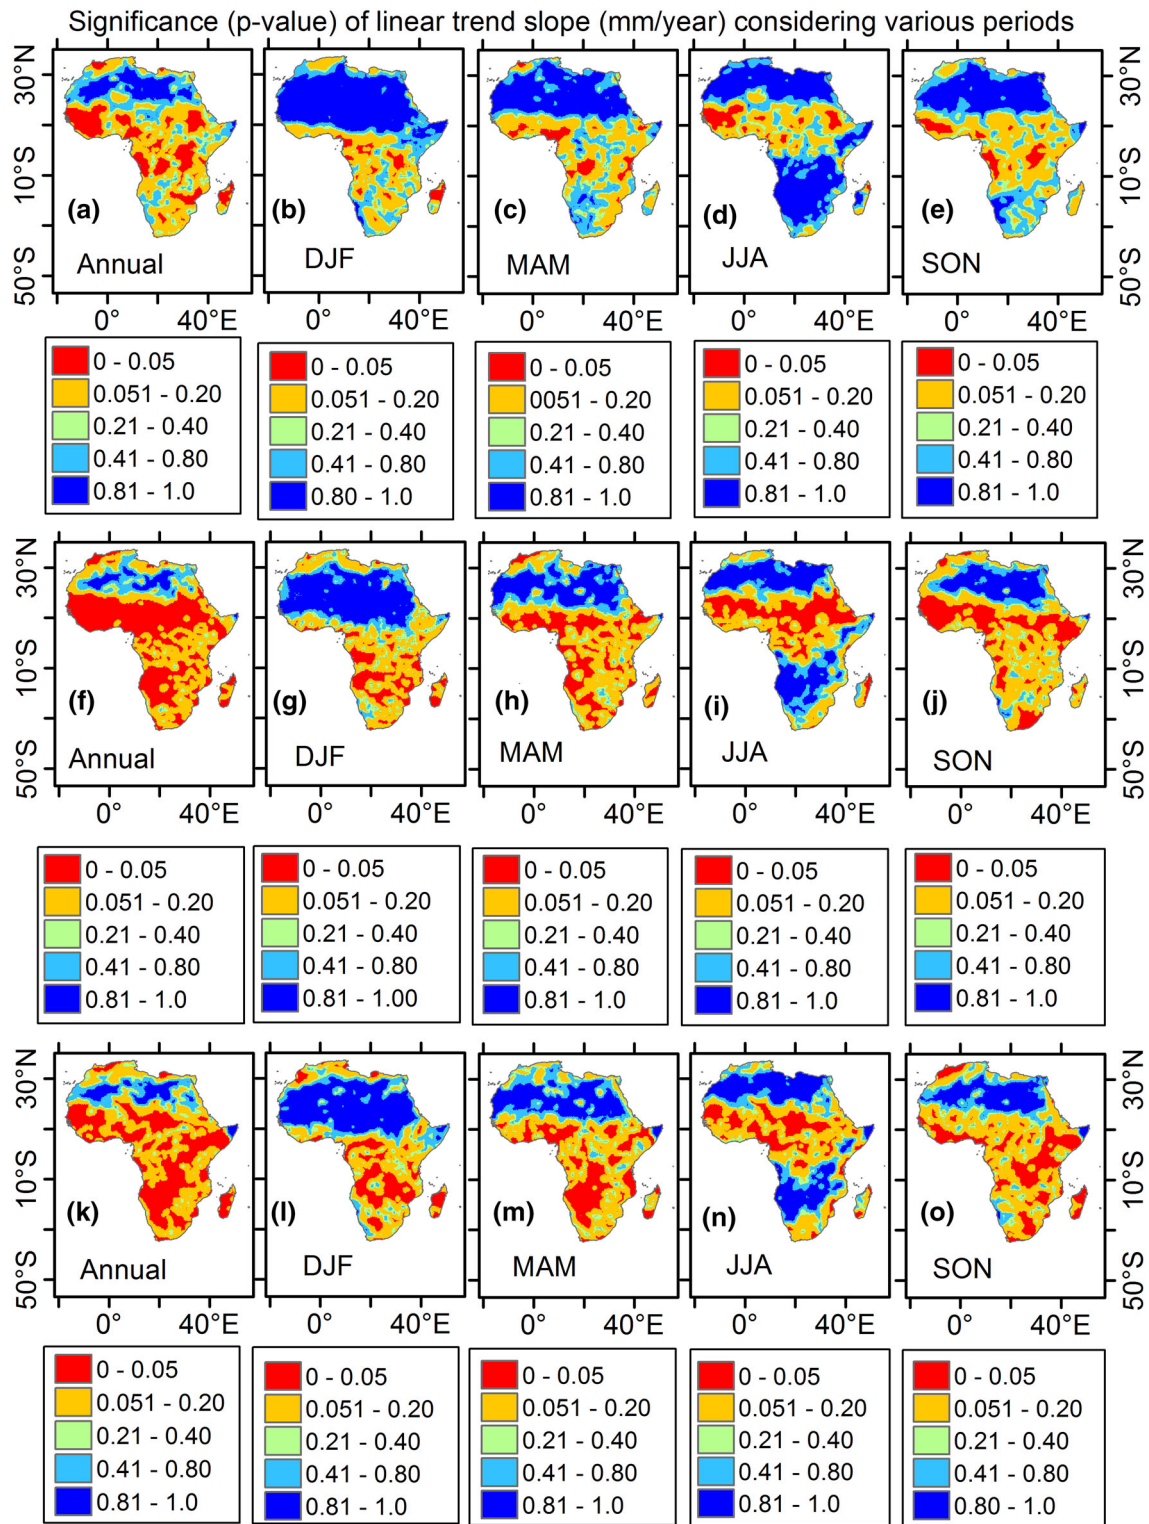 Significance (p-value) of linear trend slope (mm/year) considering various periods
30°N 10°S 50°S
(a) Annual
(b) DJF
(c) MAM
(d) JJA
(e) SON
30°N 10°S 50°S
0° 40°E 0° 40°E 0° 40°E 0° 40°E 0° 40°E
0 - 0.05
0.051 - 0.20
0.21 - 0.40
0.41 - 0.80
0.81 - 1.0
0 - 0.05
0.051 - 0.20
0.21 - 0.40
0.41 - 0.80
0.80 - 1.0
0 - 0.05
0051 - 0.20
0.21 - 0.40
0.41 - 0.80
0.81 - 1.0
0 - 0.05
0.051 - 0.20
0.21 - 0.40
0.41 - 0.80
0.81 - 1.0
0 - 0.05
0.051 - 0.20
0.21 - 0.40
0.41 - 0.80
0.81 - 1.0
30°N 10°S 50°S
(f) Annual
(g) DJF
(h) MAM
(i) JJA
(j) SON
30°N 10°S 50°S
0° 40°E 0° 40°E 0° 40°E 0° 40°E 0° 40°E
0 - 0.05
0.051 - 0.20
0.21 - 0.40
0.41 - 0.80
0.81 - 1.0
0 - 0.05
0.051 - 0.20
0.21 - 0.40
0.41 - 0.80
0.81 - 1.00
0 - 0.05
0.051 - 0.20
0.21 - 0.40
0.41 - 0.80
0.81 - 1.0
0 - 0.05
0.051 - 0.20
0.21 - 0.40
0.41 - 0.80
0.81 - 1.0
0 - 0.05
0.051 - 0.20
0.21 - 0.40
0.41 - 0.80
0.81 - 1.0
30°N 10°S 50°S
(k) Annual
(l) DJF
(m) MAM
(n) JJA
(o) SON
30°N 10°S 50°S
0° 40°E 0° 40°E 0° 40°E 0° 40°E 0° 40°E
0 - 0.05
0.051 - 0.20
0.21 - 0.40
0.41 - 0.80
0.81 - 1.0
0 - 0.05
0.051 - 0.20
0.21 - 0.40
0.41 - 0.80
0.81 - 1.0
0 - 0.05
0.051 - 0.20
0.21 - 0.40
0.41 - 0.80
0.81 - 1.0
0 - 0.05
0.051 - 0.20
0.21 - 0.40
0.41 - 0.80
0.81 - 1.0
0 - 0.05
0.051 - 0.20
0.21 - 0.40
0.41 - 0.80
0.80 - 1.0